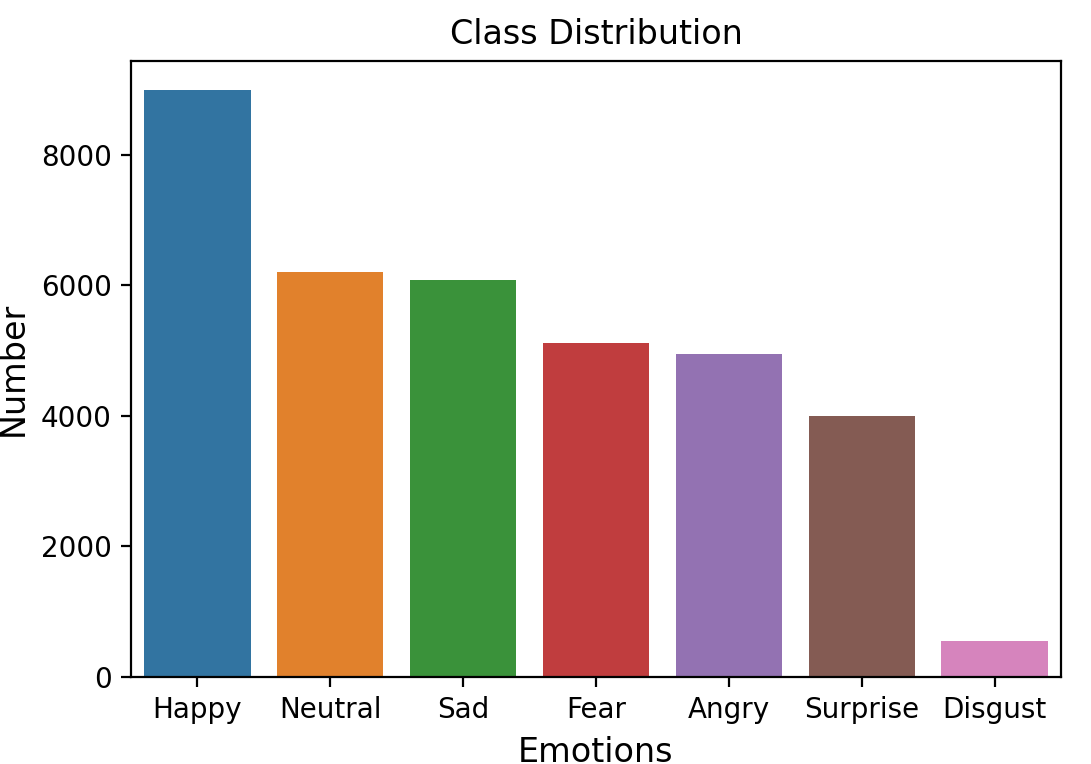 Class Distribution
Number
8000
6000
4000
2000
0
Happy Neutral Sad Fear Angry Surprise Disgust
Emotions